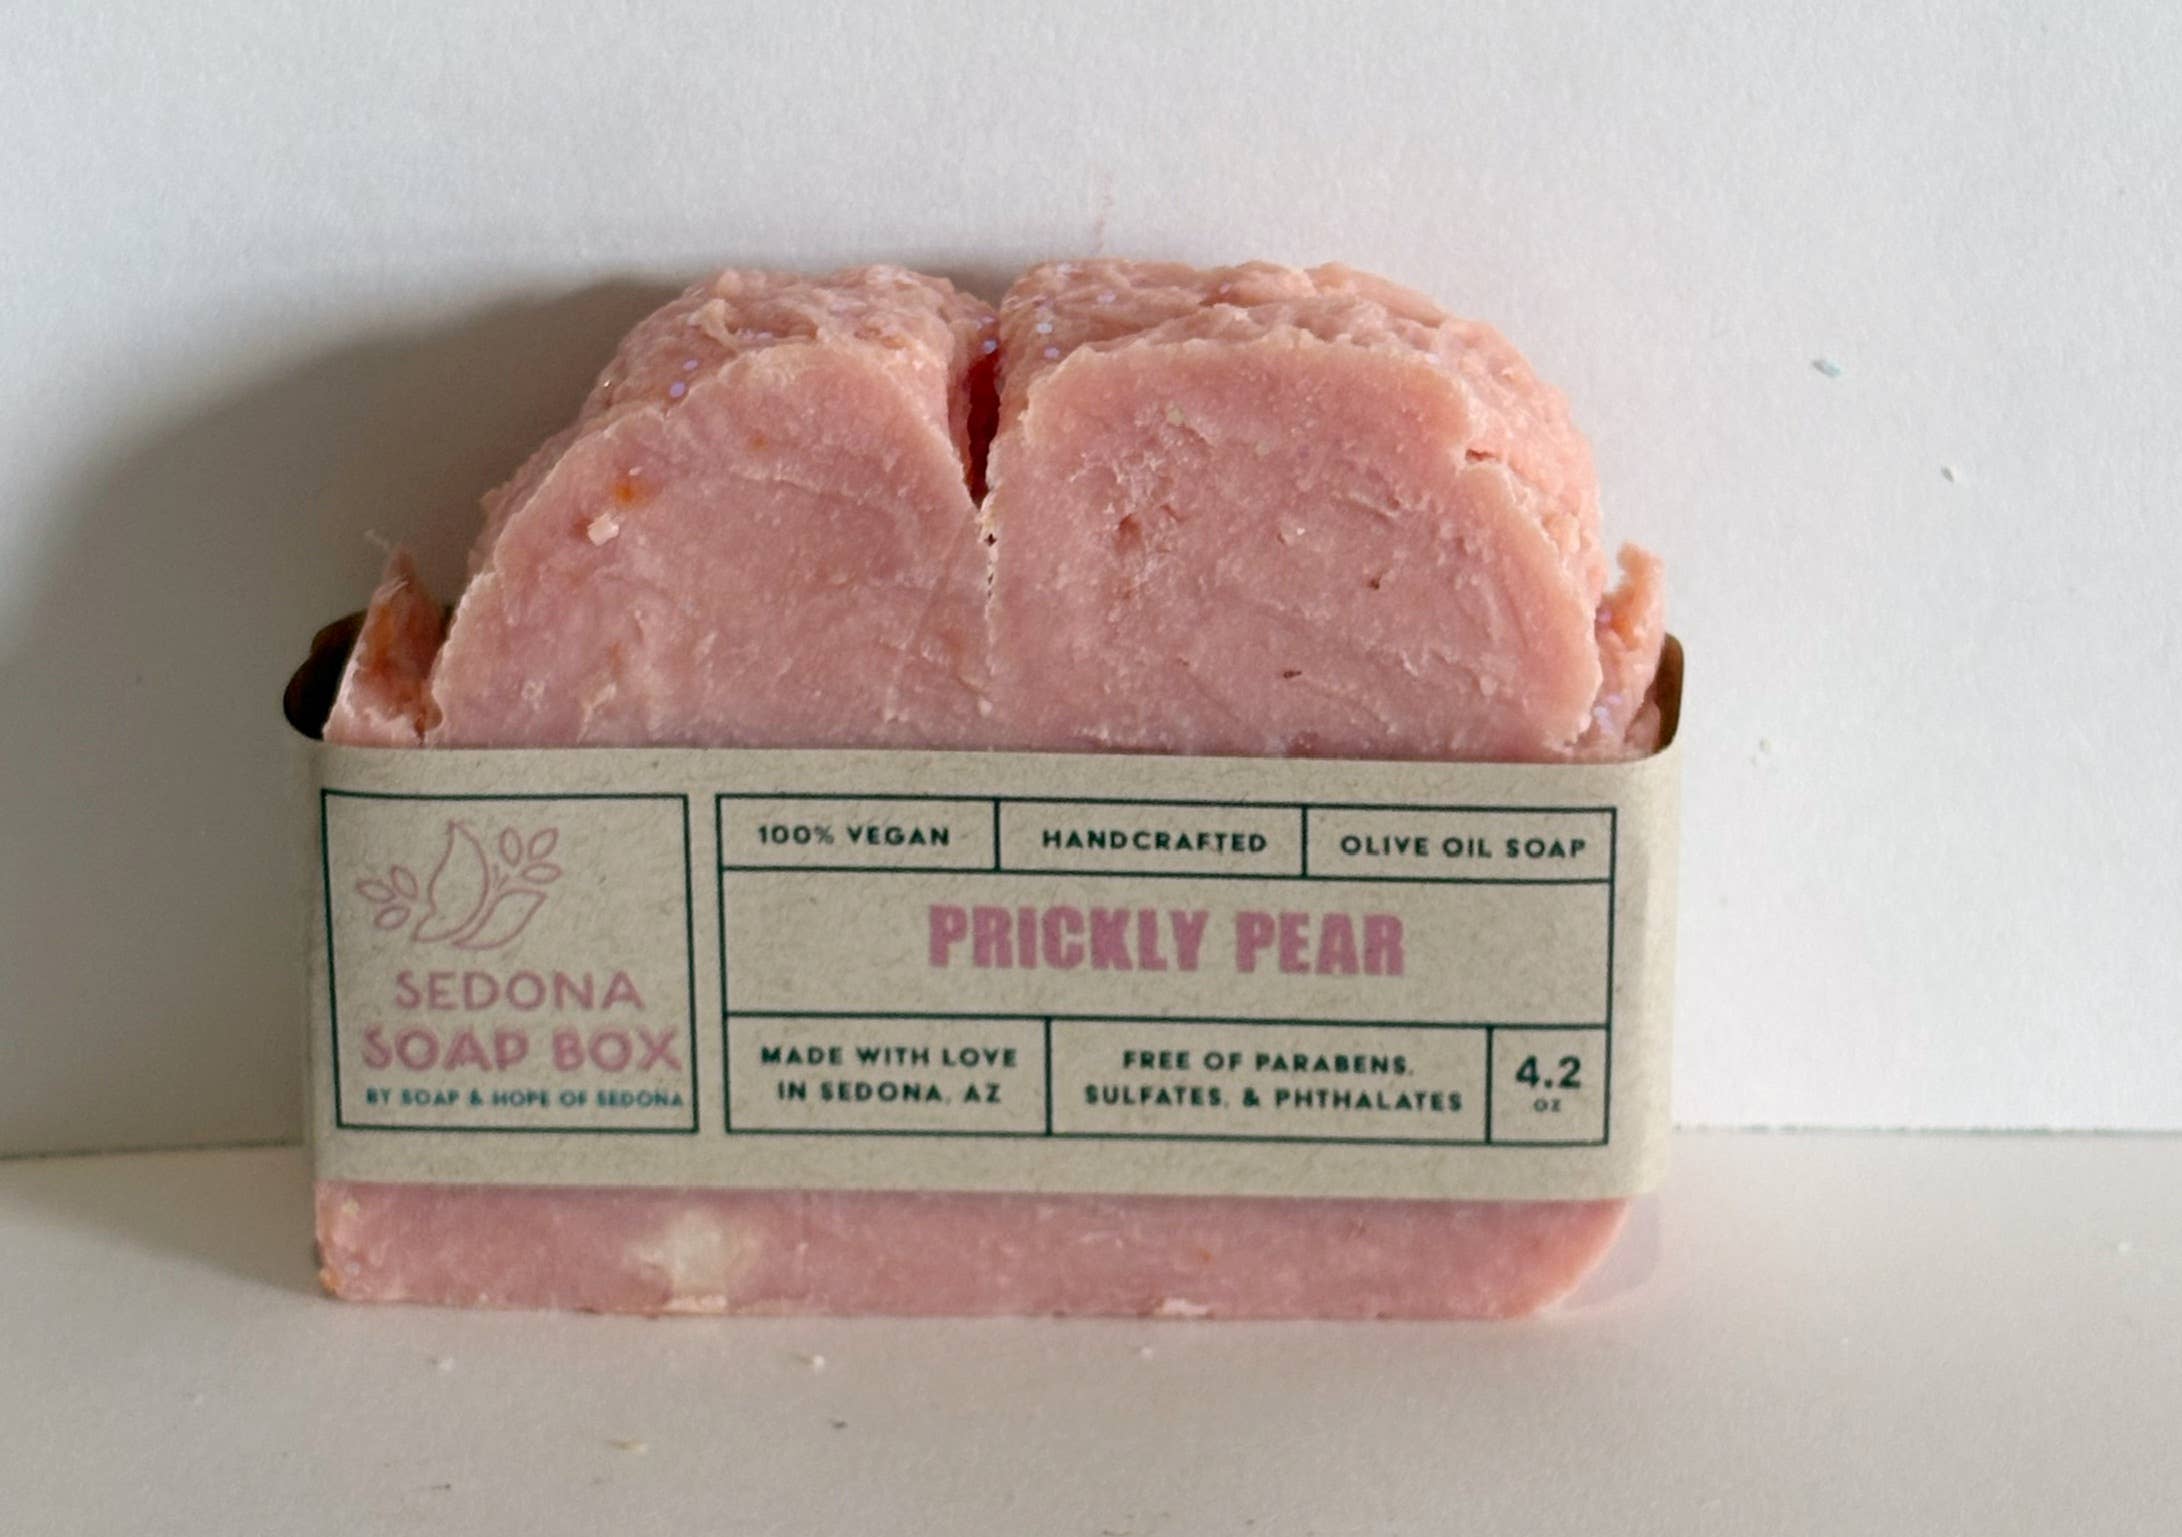 SEDONA
SOAP BOX
BY SOAP & HOPE OF SEDONA
100% VEGAN
HANDCRAFTED
OLIVE OIL SOAP
PRICKLY PEAR
MADE WITH LOVE
IN SEDONA, AZ
FREE OF PARABENS,
SULFATES, & PHTHALATES
4.2
OZ